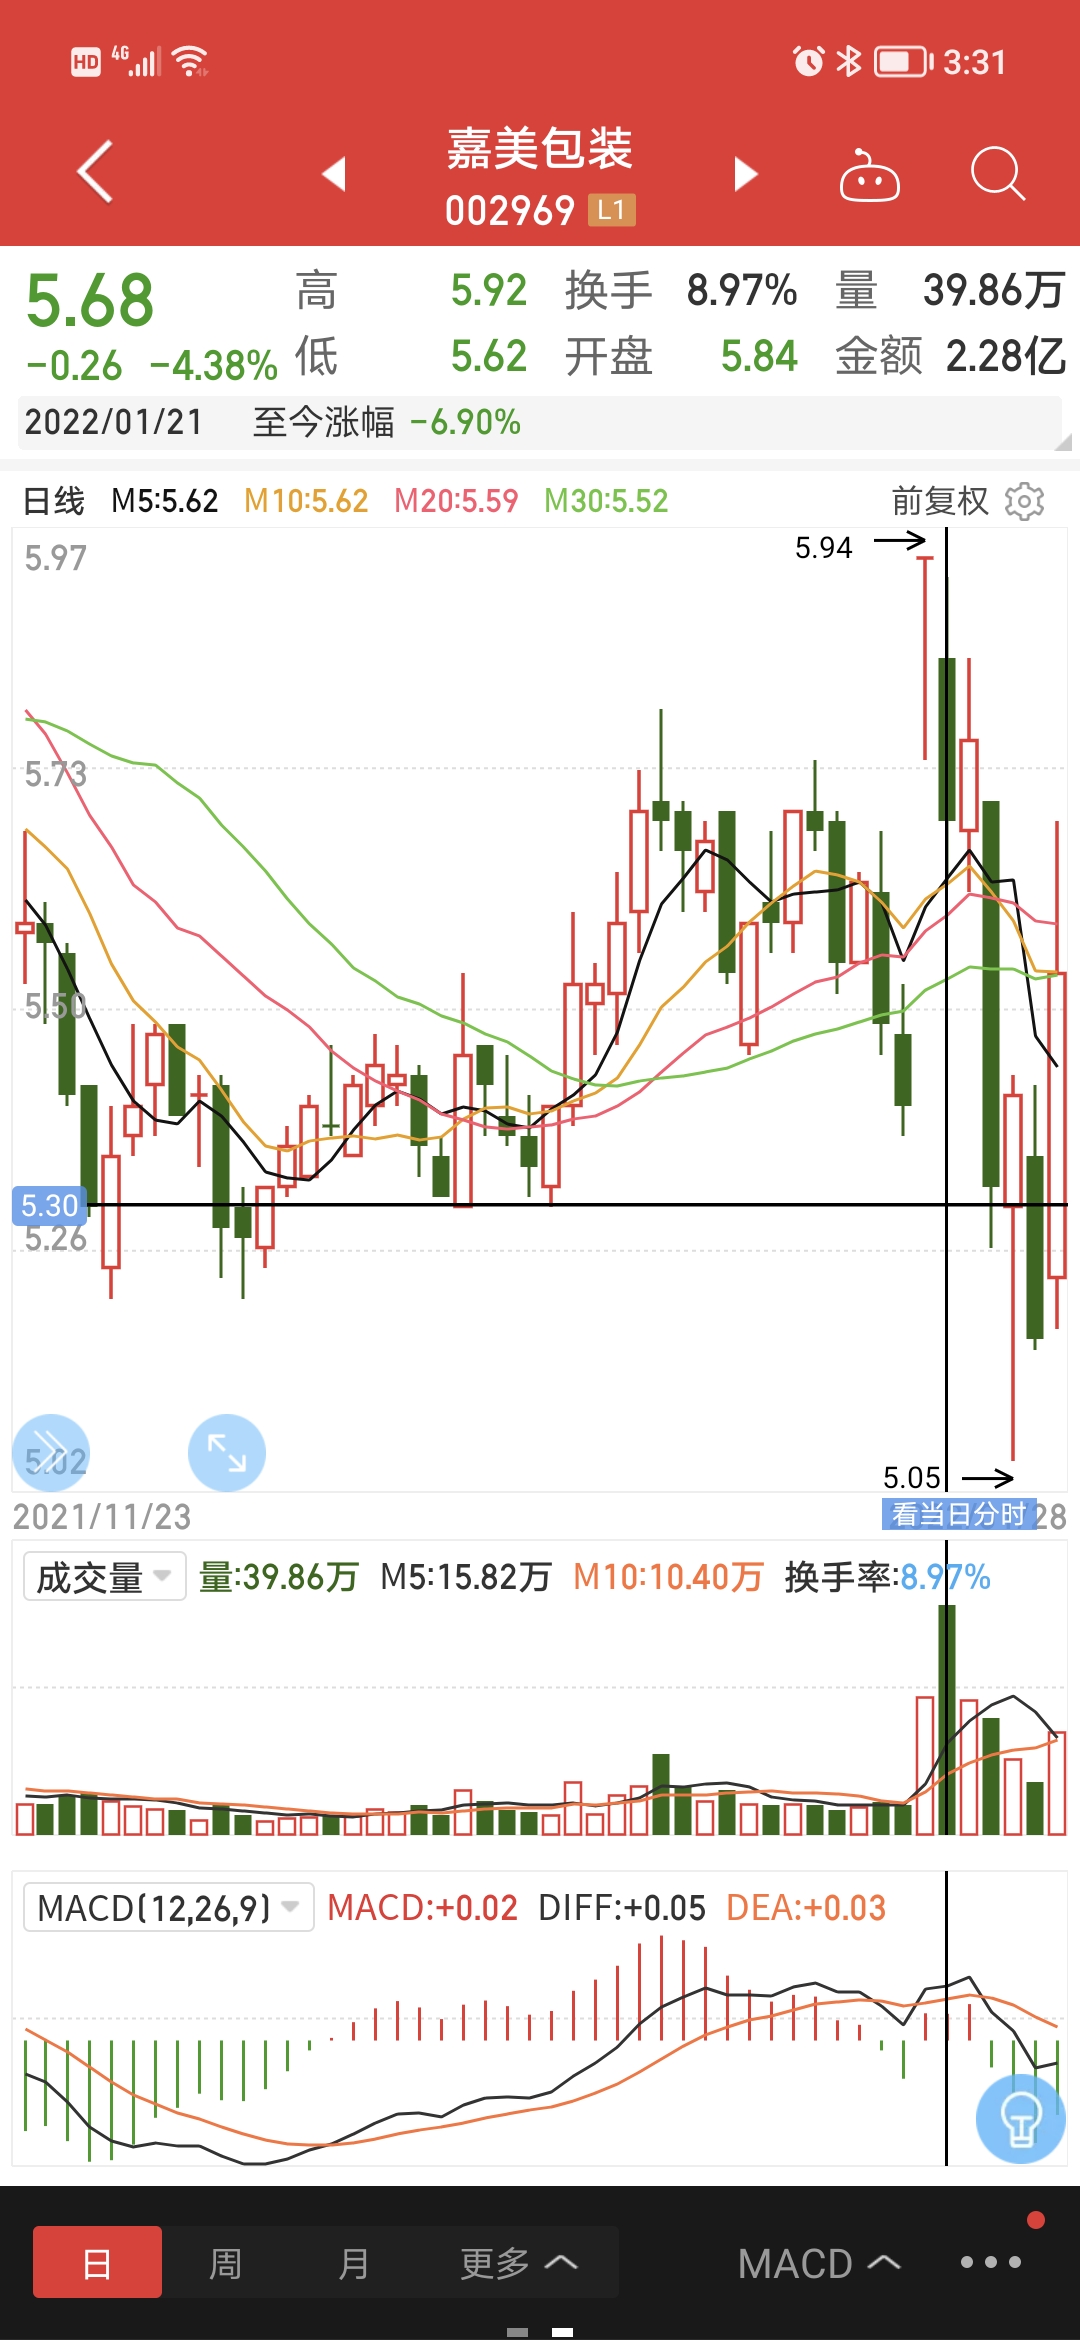 HD 4G 3:31
嘉美包装
002969 L1
5.68 高 5.92 换手 8.97% 量 39.86万
-0.26 -4.38% 低 5.62 开盘 5.84 金额 2.28亿
2022/01/21 至今涨幅 -6.90%
日线 M5:5.62 M10:5.62 M20:5.59 M30:5.52 前复权
5.94
5.97
5.73
5.50
5.30
5.26
5.02
5.05
2021/11/23 看当日分时 28
成交量 量:39.86万 M5:15.82万 M10:10.40万 换手率:8.97%
MACD(12,26,9) MACD:+0.02 DIFF:+0.05 DEA:+0.03
日 周 月 更多 MACD